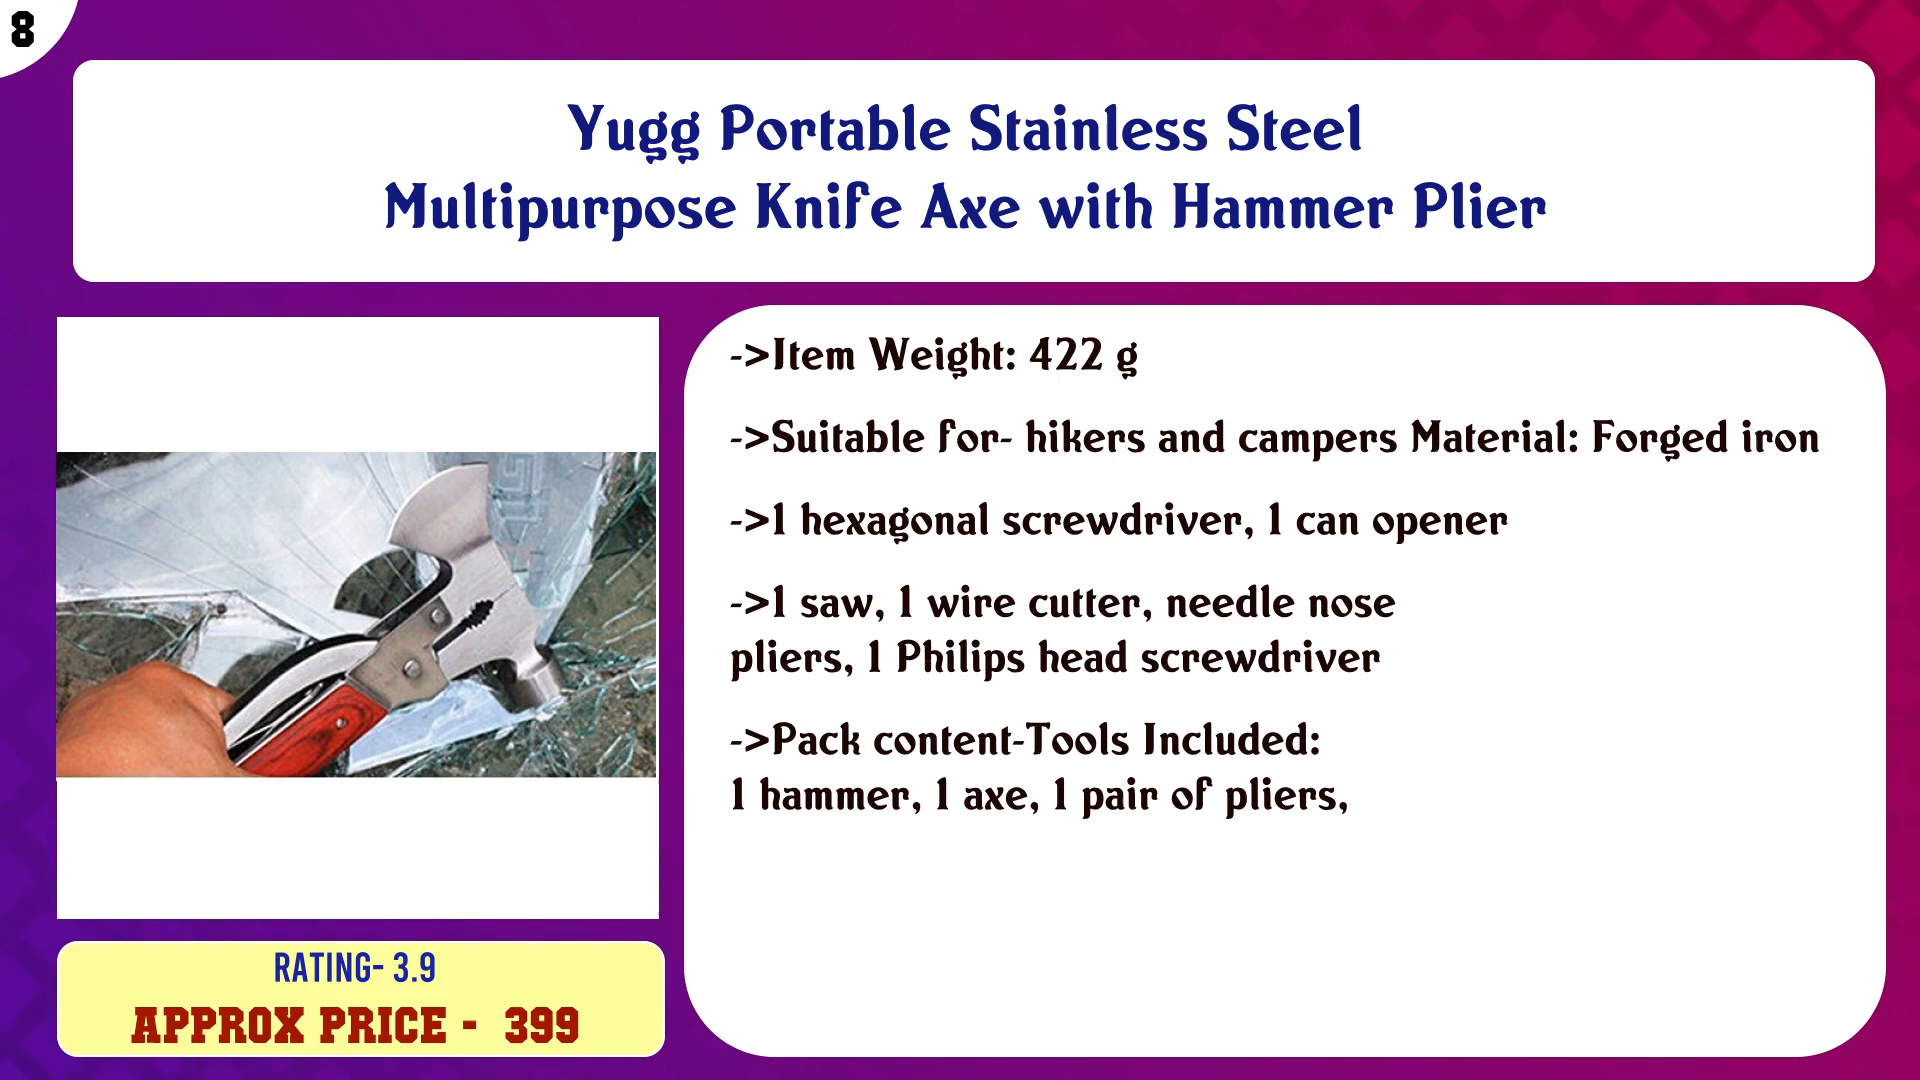 8
Yugg Portable Stainless Steel
Multipurpose Knife Axe with Hammer Plier
->Item Weight: 422 g
->Suitable for- hikers and campers Material: Forged iron
->1 hexagonal screwdriver, 1 can opener
->1 saw, 1 wire cutter, needle nose
pliers, 1 Philips head screwdriver
->Pack content-Tools Included:
1 hammer, 1 axe, 1 pair of pliers,
RATING- 3.9
APPROX PRICE - 399